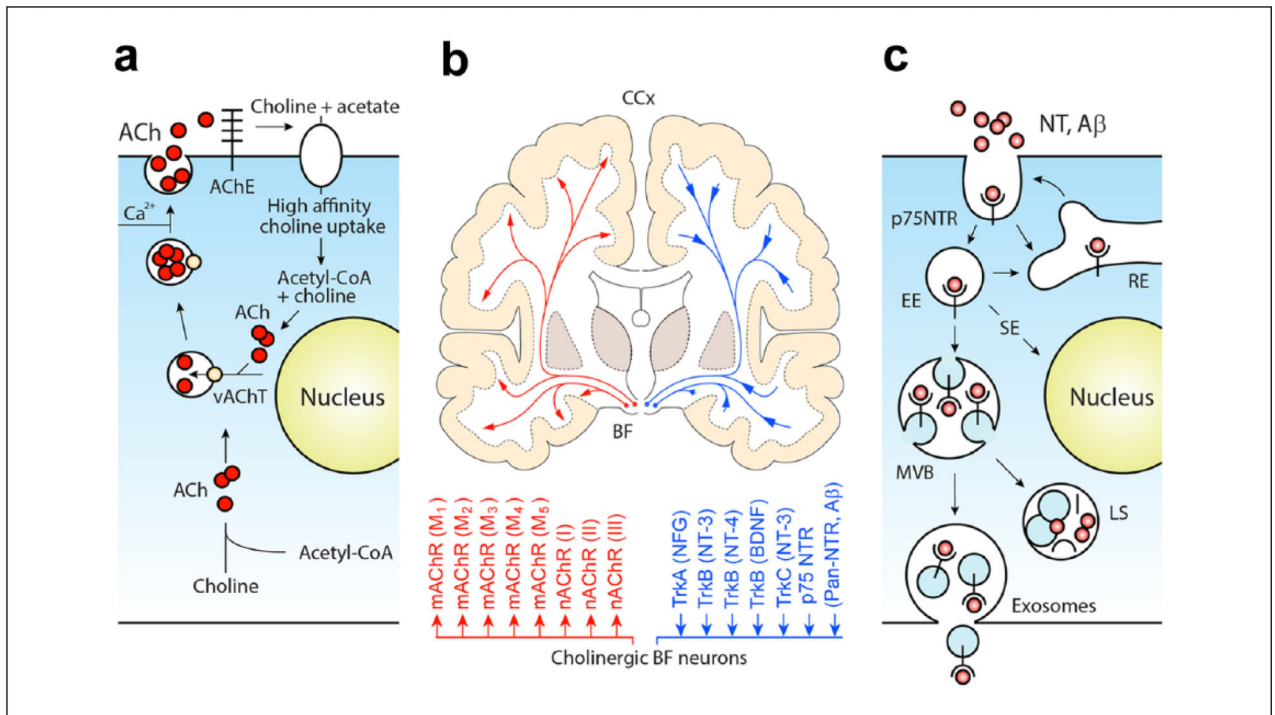 a
Choline + acetate
ACh
AChE
Ca²⁺
High affinity
choline uptake
Acetyl-CoA
+ choline
ACh
vAChT
Nucleus
ACh
Acetyl-CoA
Choline
b
CCx
BF
mAChR (M₁)
mAChR (M₂)
mAChR (M₃)
mAChR (M₄)
mAChR (M₅)
nAChR (I)
nAChR (II)
nAChR (III)
TrkA (NFG)
TrkB (NT-3)
TrkB (NT-4)
TrkB (BDNF)
TrkC (NT-3)
p75 NTR
(Pan-NTR, Aβ)
Cholinergic BF neurons
c
NT, Aβ
p75NTR
RE
EE
SE
Nucleus
MVB
LS
Exosomes